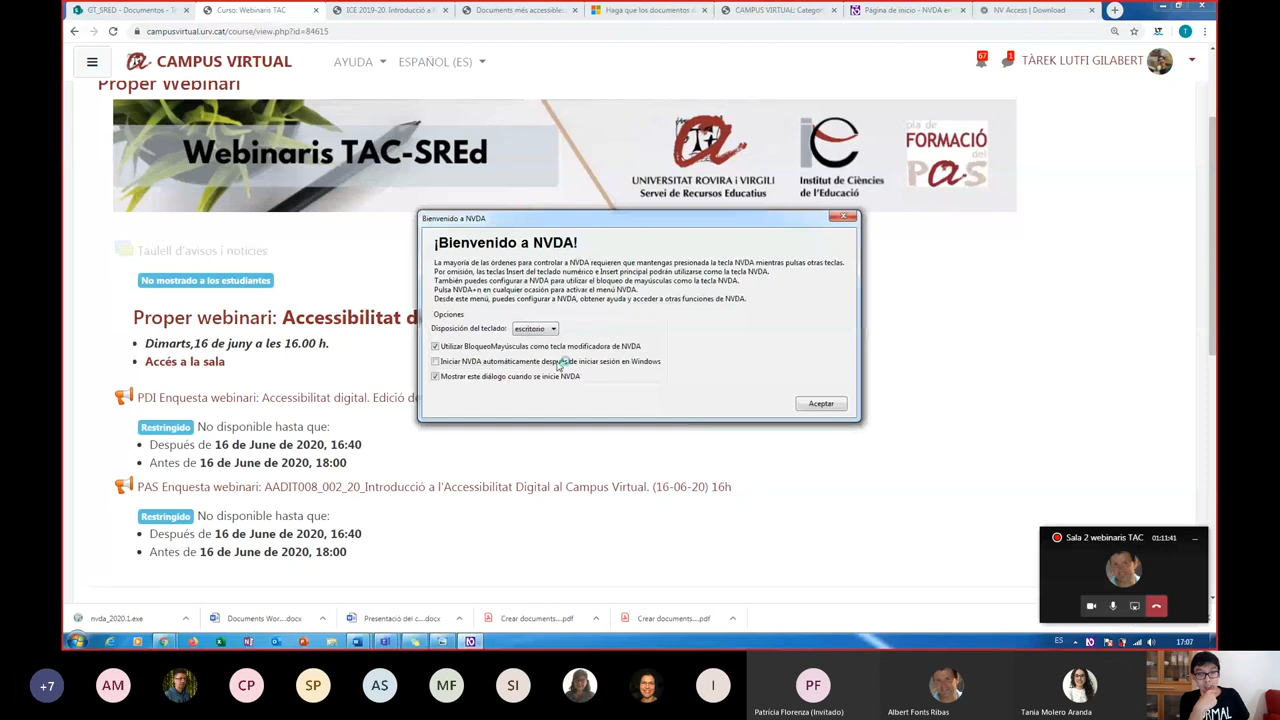 GT_SRED - Documentos - T
Curso: Webinaris TAC
ICE 2019-20. Introducció a l
Documents més accessibles:
Haga que los documentos d
CAMPUS VIRTUAL: Categor
Página de inicio - NVDA en
NV Access | Download
campusvirtual.urv.cat/course/view.php?id=84615
CAMPUS VIRTUAL
AYUDA
ESPAÑOL (ES)
67
1
TÀREK LUTFI GILABERT
Proper Webinari
Webinaris TAC-SREd
UNIVERSITAT ROVIRA i VIRGILI
Servei de Recursos Educatius
Institut de Ciències
de l'Educació
pla de
FORMACIÓ
del
PAS
Taulell d'avisos i notícies
No mostrado a los estudiantes
Proper webinari: Accessibilitat d
Dimarts,16 de juny a les 16.00 h.
Accés a la sala
PDI Enquesta webinari: Accessibilitat digital. Edició de
Restringido No disponible hasta que:
Después de 16 de June de 2020, 16:40
Antes de 16 de June de 2020, 18:00
PAS Enquesta webinari: AADIT008_002_20_Introducció a l'Accessibilitat Digital al Campus Virtual. (16-06-20) 16h
Restringido No disponible hasta que:
Después de 16 de June de 2020, 16:40
Antes de 16 de June de 2020, 18:00
Bienvenido a NVDA
¡Bienvenido a NVDA!
La mayoría de las órdenes para controlar a NVDA requieren que mantengas presionada la tecla NVDA mientras pulsas otras teclas.
Por omisión, las teclas Insert del teclado numérico e Insert principal podrán utilizarse como la tecla NVDA.
También puedes configurar a NVDA para utilizar el bloqueo de mayúsculas como la tecla NVDA.
Pulsa NVDA+n en cualquier ocasión para activar el menú NVDA.
Desde este menú, puedes configurar a NVDA, obtener ayuda y acceder a otras funciones de NVDA.
Opciones
Disposición del teclado: escritorio
Utilizar BloqueoMayúsculas como tecla modificadora de NVDA
Iniciar NVDA automáticamente después de iniciar sesión en Windows
Mostrar este diálogo cuando se inicie NVDA
Aceptar
Sala 2 webinaris TAC 01:11:41
nvda_2020.1.exe
Documents Wor....docx
Presentació del c....docx
Crear documents....pdf
Crear documents....pdf
ES
17:07
+7
AM
CP
SP
AS
MF
SI
I
PF
Patrícia Florenza (Invitado)
Albert Fonts Ribas
Tania Molero Aranda